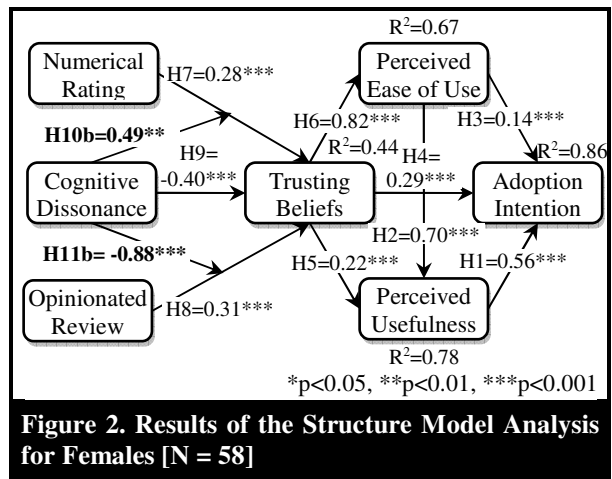 R²=0.67
Numerical
Rating
H7=0.28***
Perceived
Ease of Use
H10b=0.49**
H9=
-0.40***
H6=0.82***
R²=0.44
H4=
0.29***
H3=0.14***
R²=0.86
Cognitive
Dissonance
Trusting
Beliefs
Adoption
Intention
H11b= -0.88***
H2=0.70***
H5=0.22***
H1=0.56***
Opinionated
Review
H8=0.31***
Perceived
Usefulness
R²=0.78
*p<0.05, **p<0.01, ***p<0.001
Figure 2. Results of the Structure Model Analysis
for Females [N = 58]